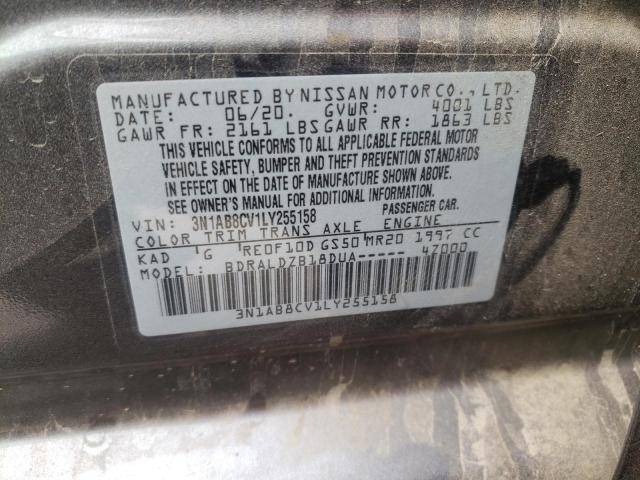 MANUFACTURED BY NISSAN MOTOR CO., LTD.
DATE: 06/20. GVWR: 4001 LBS
GAWR FR: 2161 LBS GAWR RR: 1863 LBS
THIS VEHICLE CONFORMS TO ALL APPLICABLE FEDERAL MOTOR
VEHICLE SAFETY, BUMPER AND THEFT PREVENTION STANDARDS
IN EFFECT ON THE DATE OF MANUFACTURE SHOWN ABOVE.
SEE OWNER'S MANUAL FOR ADDITIONAL INFORMATION.
VIN: 3N1AB8CV1LY255158 PASSENGER CAR.
COLOR TRIM TRANS AXLE ENGINE
KAD G RE0F10D GS50 MR20 1997 CC
MODEL: BDRALDZB18DUA----- 4Z000
3N1AB8CV1LY255158